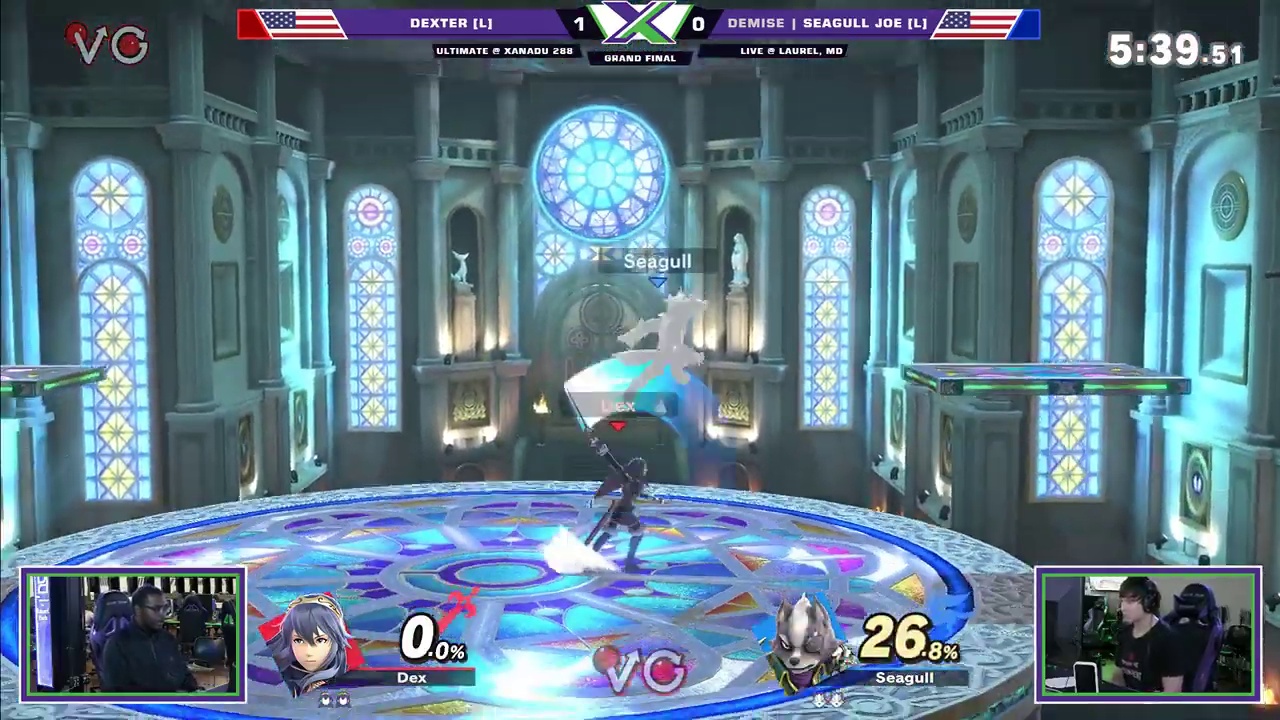 VG
DEXTER [L] 1 0 DEMISE | SEAGULL JOE [L]
ULTIMATE @ XANADU 288 LIVE @ LAUREL, MD
GRAND FINAL
5:39.51
Seagull
Dex
0.0%
Dex
VG
26.8%
Seagull